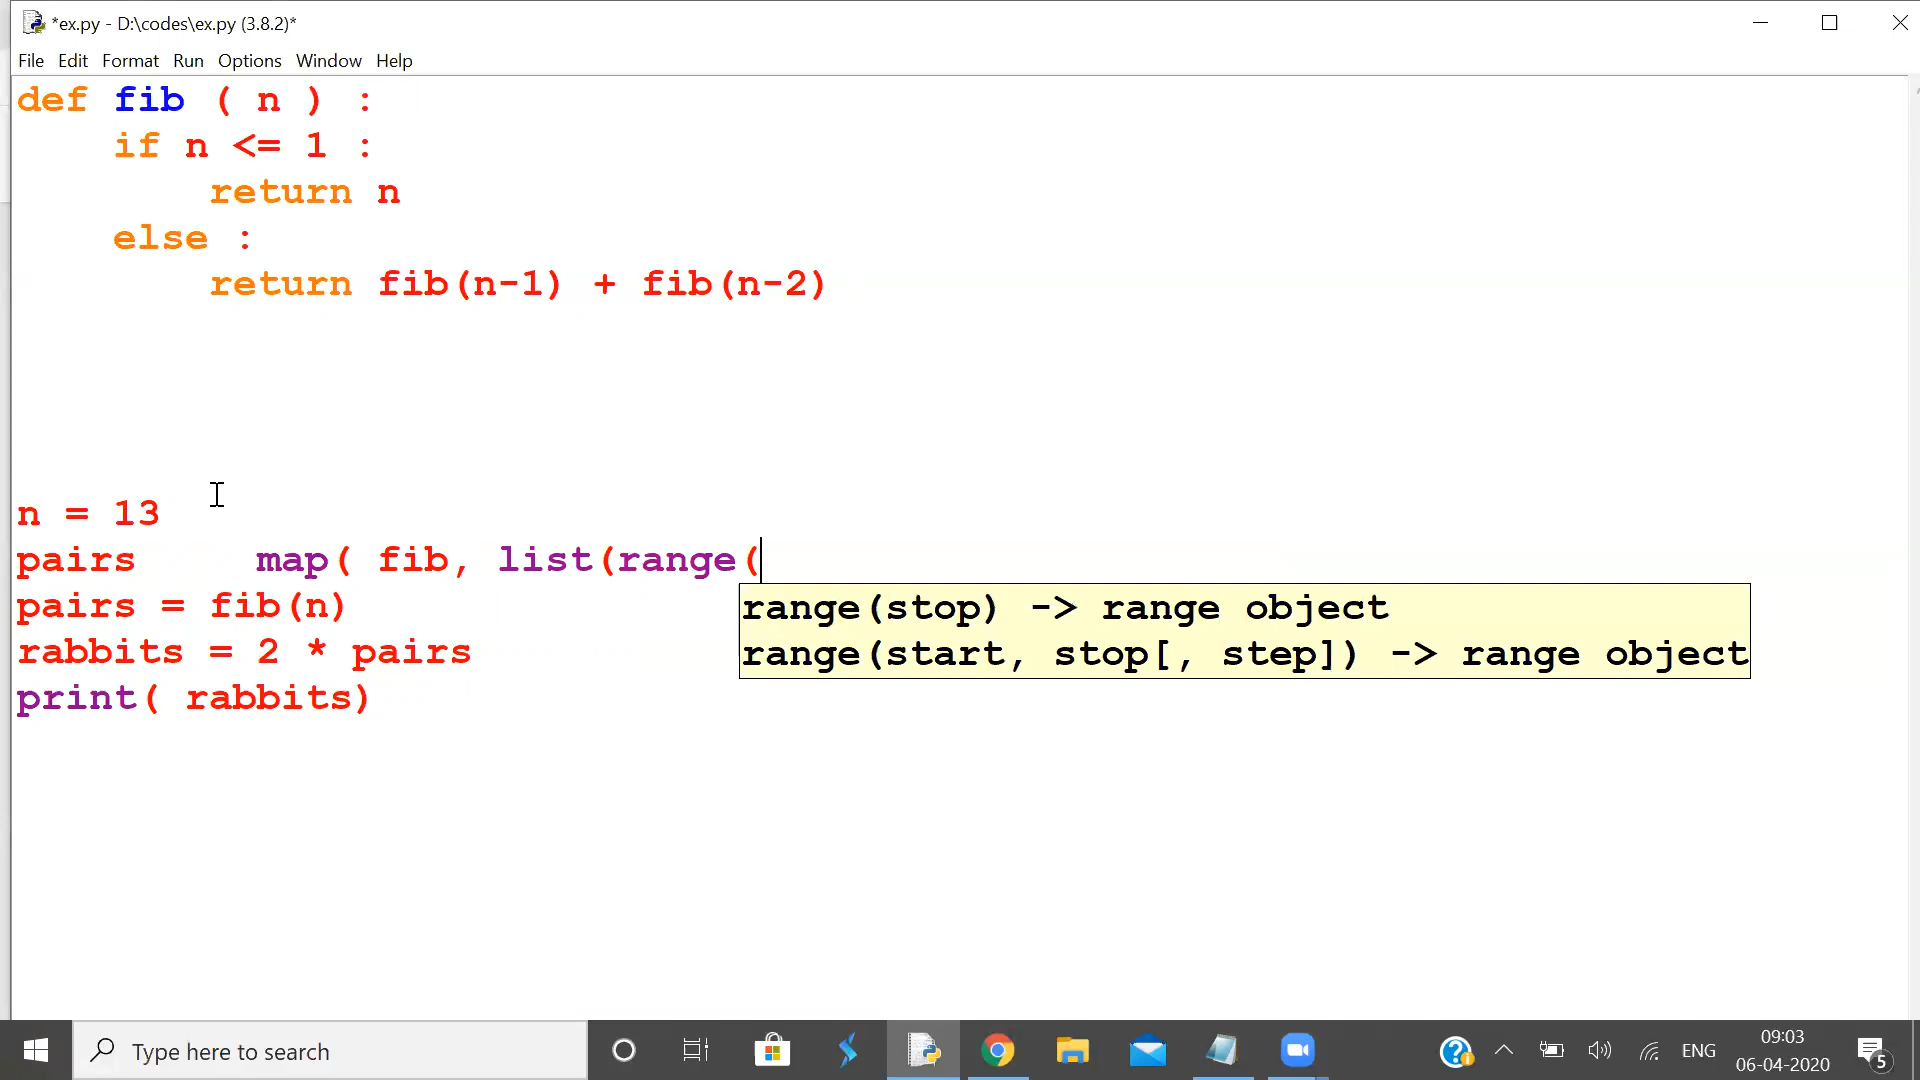 *ex.py - D:\codes\ex.py (3.8.2)*
File Edit Format Run Options Window Help
def fib ( n ) :
    if n <= 1 :
        return n
    else :
        return fib(n-1) + fib(n-2)
n = 13
pairs     map( fib, list(range(
pairs = fib(n)
rabbits = 2 * pairs
print( rabbits)
range(stop) -> range object
range(start, stop[, step]) -> range object
Type here to search
ENG
09:03
06-04-2020
5